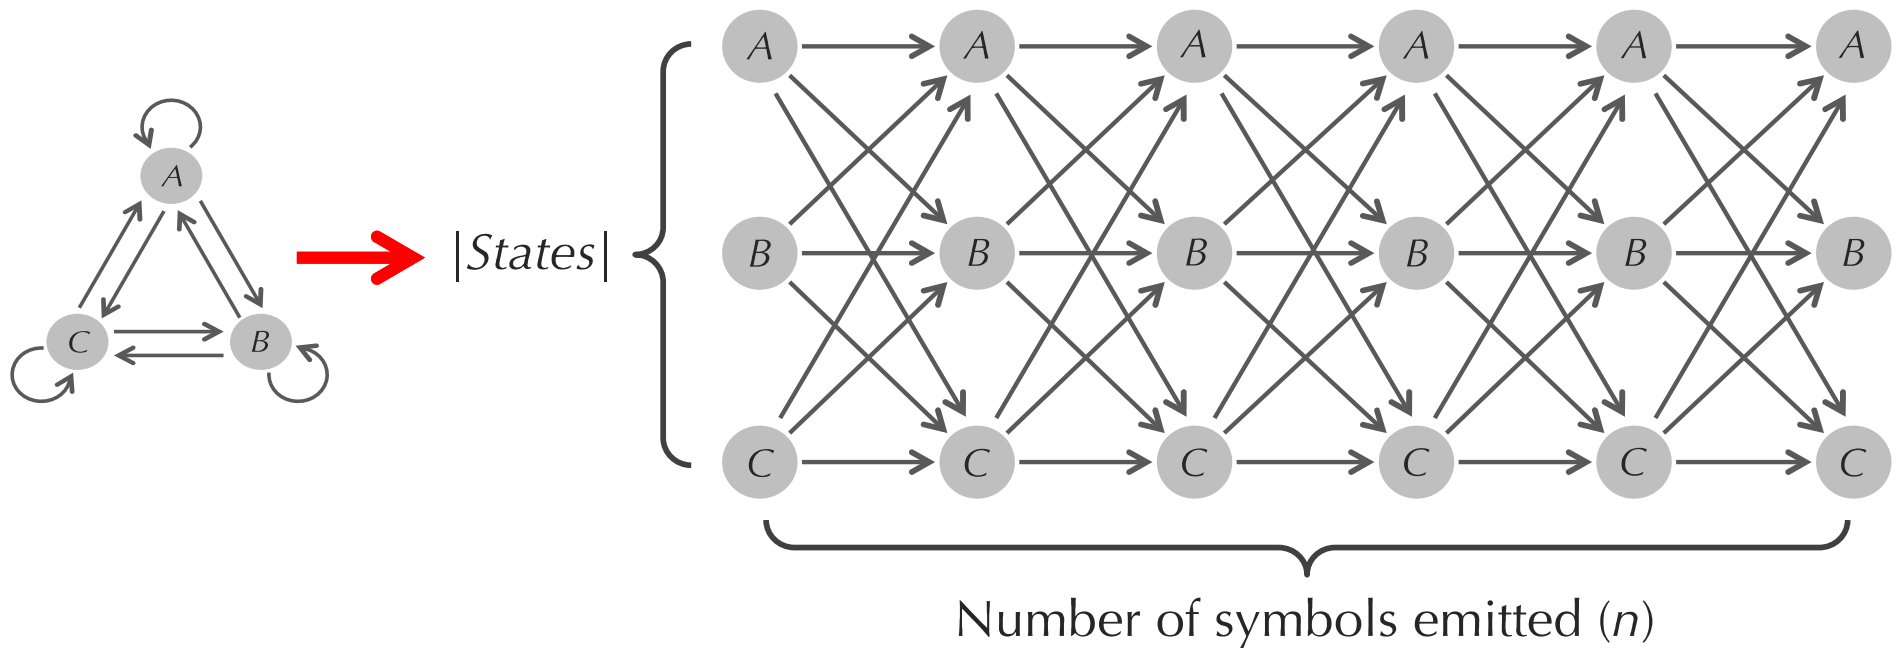 A
C B
|States|
A A A A A A
B B B B B B
C C C C C C
Number of symbols emitted (n)